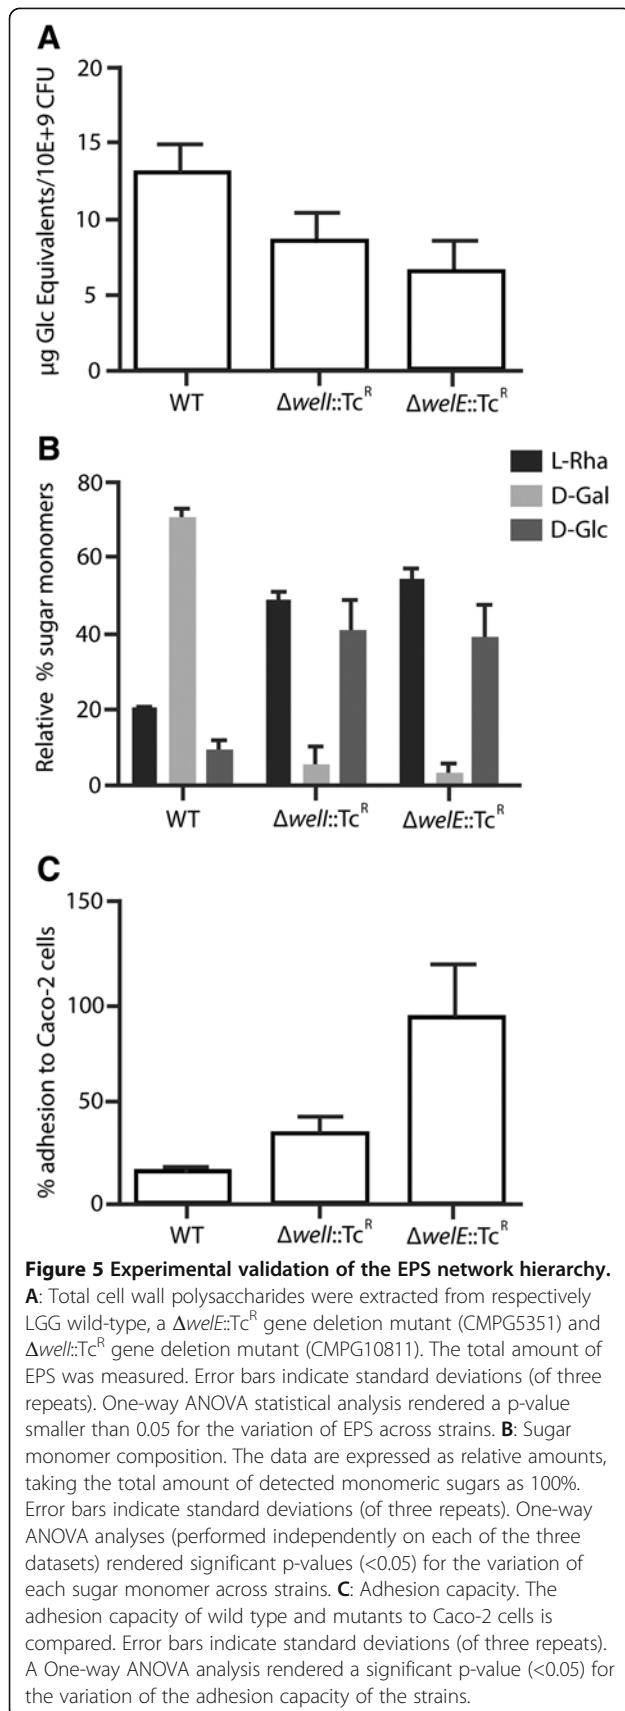 A
µg Glc Equivalents/10E+9 CFU
20
15
10
5
0
WT
ΔwelI::Tc^R
ΔwelE::Tc^R
B
L-Rha
D-Gal
D-Glc
Relative % sugar monomers
80
60
40
20
0
WT
ΔwelI::Tc^R
ΔwelE::Tc^R
C
% adhesion to Caco-2 cells
150
100
50
0
WT
ΔwelI::Tc^R
ΔwelE::Tc^R
Figure 5 Experimental validation of the EPS network hierarchy.
A: Total cell wall polysaccharides were extracted from respectively
LGG wild-type, a ΔwelE::Tc^R gene deletion mutant (CMPG5351) and
ΔwelI::Tc^R gene deletion mutant (CMPG10811). The total amount of
EPS was measured. Error bars indicate standard deviations (of three
repeats). One-way ANOVA statistical analysis rendered a p-value
smaller than 0.05 for the variation of EPS across strains. B: Sugar
monomer composition. The data are expressed as relative amounts,
taking the total amount of detected monomeric sugars as 100%.
Error bars indicate standard deviations (of three repeats). One-way
ANOVA analyses (performed independently on each of the three
datasets) rendered significant p-values (<0.05) for the variation of
each sugar monomer across strains. C: Adhesion capacity. The
adhesion capacity of wild type and mutants to Caco-2 cells is
compared. Error bars indicate standard deviations (of three repeats).
A One-way ANOVA analysis rendered a significant p-value (<0.05) for
the variation of the adhesion capacity of the strains.